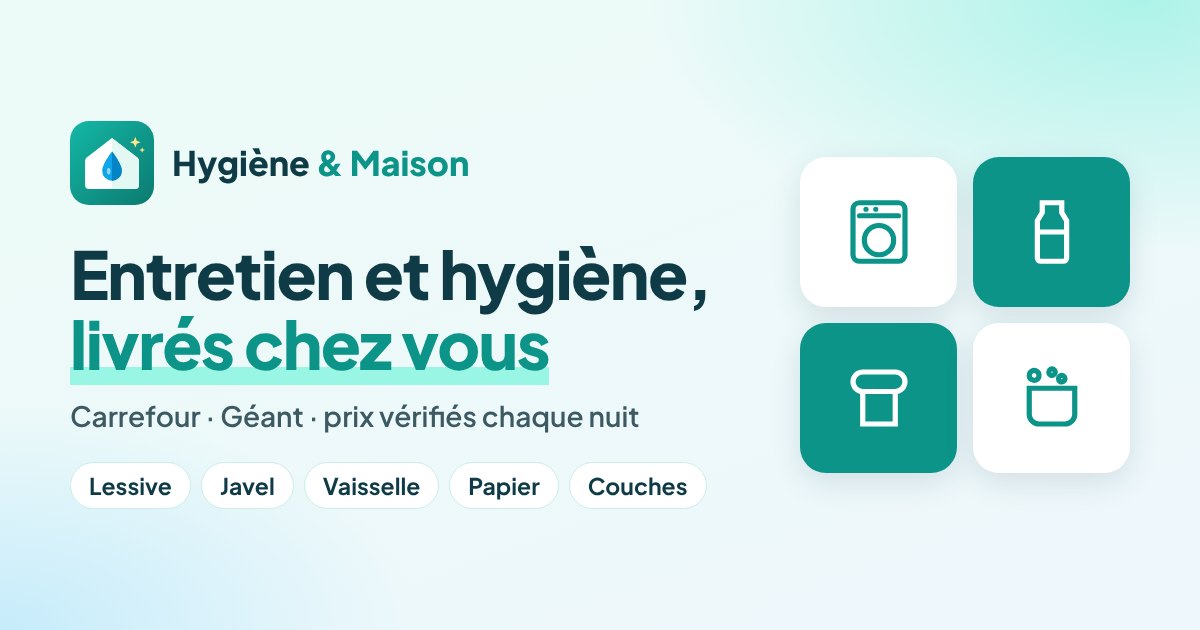 Hygiène & Maison
Entretien et hygiène,
livrés chez vous
Carrefour · Géant · prix vérifiés chaque nuit
Lessive Javel Vaisselle Papier Couches